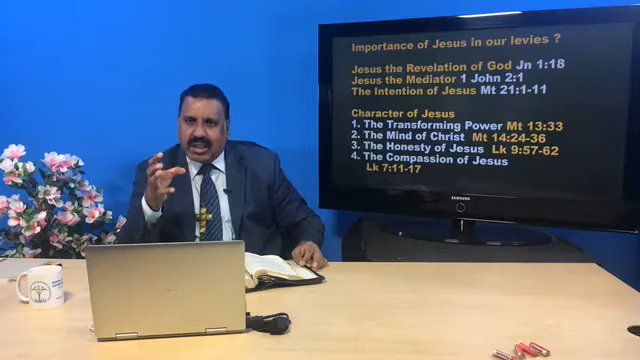 Importance of Jesus in our levies ?
Jesus the Revelation of God Jn 1:18
Jesus the Mediator 1 John 2:1
The Intention of Jesus Mt 21:1-11
Character of Jesus
1. The Transforming Power Mt 13:33
2. The Mind of Christ Mt 14:24-36
3. The Honesty of Jesus Lk 9:57-62
4. The Compassion of Jesus
Lk 7:11-17
SAMSUNG